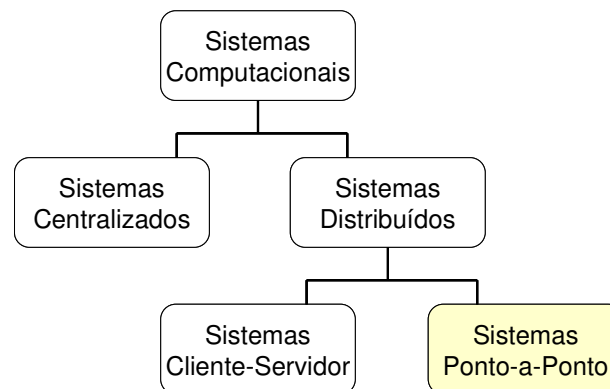 Sistemas
Computacionais
Sistemas
Centralizados
Sistemas
Distribuídos
Sistemas
Cliente-Servidor
Sistemas
Ponto-a-Ponto